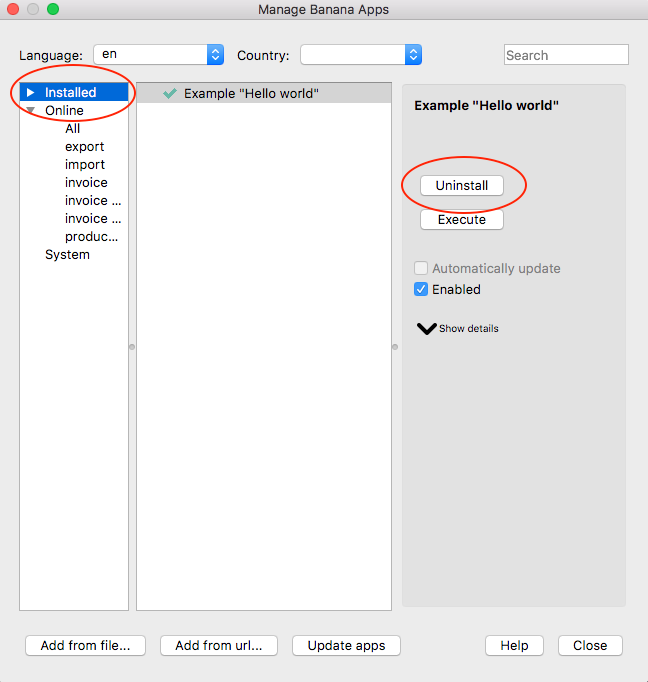 Manage Banana Apps
Language: en Country:
Search
Installed
Online
All
export
import
invoice
invoice ...
invoice ...
produc...
System
Example "Hello world"
Example "Hello world"
Uninstall
Execute
Automatically update
Enabled
Show details
Add from file... Add from url... Update apps Help Close